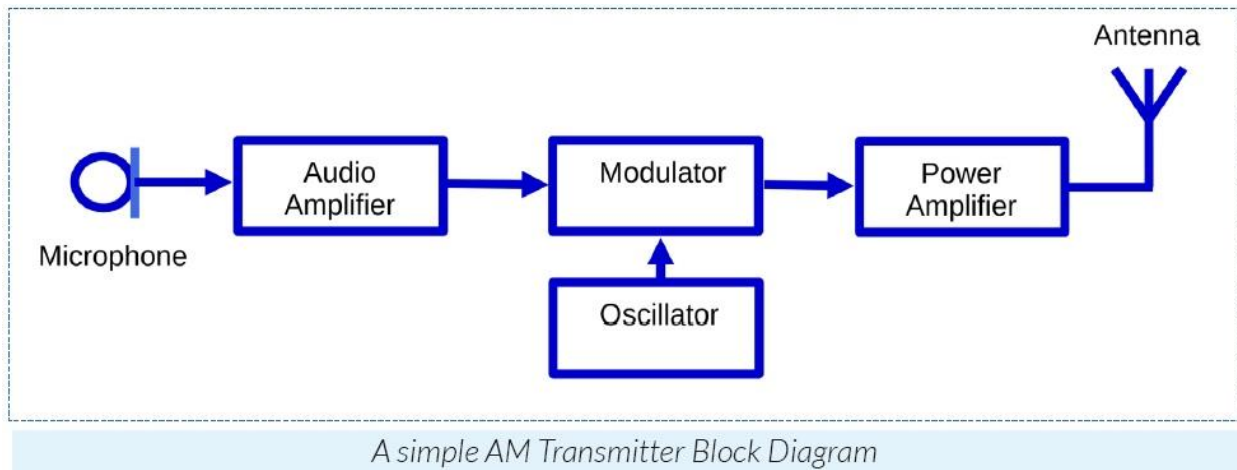 Antenna
Audio
Amplifier
Modulator
Power
Amplifier
Microphone
Oscillator
A simple AM Transmitter Block Diagram